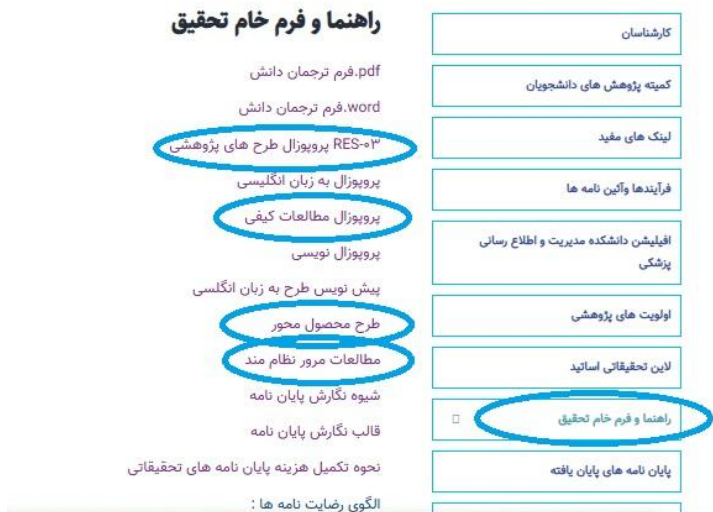 کارشناسان
کمیته پژوهش های دانشجویان
لینک های مفید
فرآیندها وآئین نامه ها
افیلیشن دانشکده مدیریت و اطلاع رسانی
پزشکی
اولویت های پژوهشی
لاین تحقیقاتی اساتید
راهنما و فرم خام تحقیق
پایان نامه های پایان یافته
راهنما و فرم خام تحقیق
pdf.فرم ترجمان دانش
word.فرم ترجمان دانش
RES-۰۳ پروپوزال طرح های پژوهشی
پروپوزال به زبان انگلیسی
پروپوزال مطالعات کیفی
پروپوزال نویسی
پیش نویس طرح به زبان انگلسی
طرح محصول محور
مطالعات مرور نظام مند
شیوه نگارش پایان نامه
قالب نگارش پایان نامه
نحوه تکمیل هزینه پایان نامه های تحقیقاتی
الگوی رضایت نامه ها :